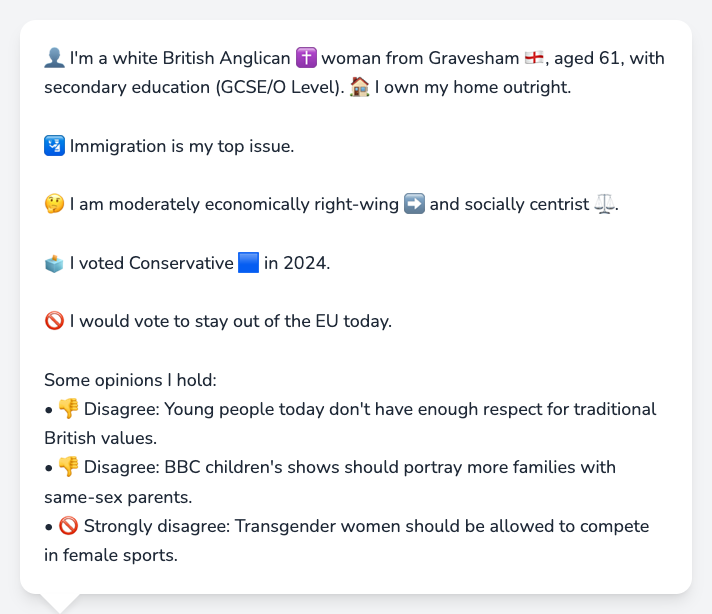 👤 I'm a white British Anglican ✝️ woman from Gravesham 🏴󠁧󠁢󠁥󠁮󠁧󠁿, aged 61, with
secondary education (GCSE/O Level). 🏠 I own my home outright.
🛂 Immigration is my top issue.
🤔 I am moderately economically right-wing ➡️ and socially centrist ⚖️.
🗳️ I voted Conservative 🟦 in 2024.
🚫 I would vote to stay out of the EU today.
Some opinions I hold:
• 👎 Disagree: Young people today don't have enough respect for traditional
British values.
• 👎 Disagree: BBC children's shows should portray more families with
same-sex parents.
• 🚫 Strongly disagree: Transgender women should be allowed to compete
in female sports.